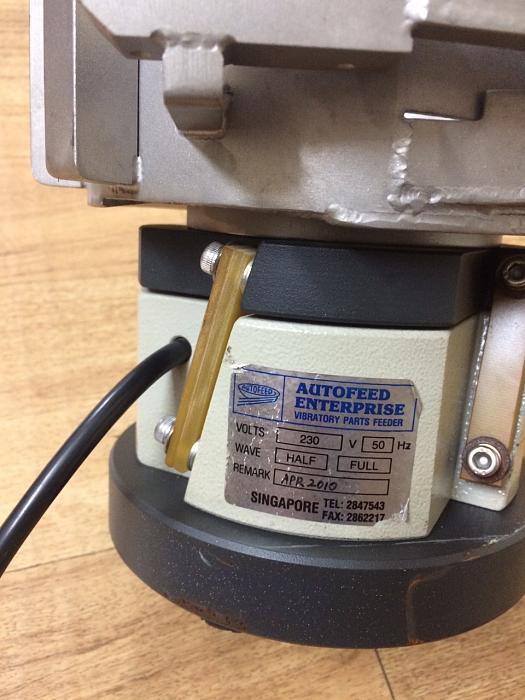 AUTOFEED
AUTOFEED
ENTERPRISE
VIBRATORY PARTS FEEDER
VOLTS 230 V 50 Hz
WAVE HALF FULL
REMARK APR 2010
SINGAPORE TEL: 2847543
FAX: 2862217